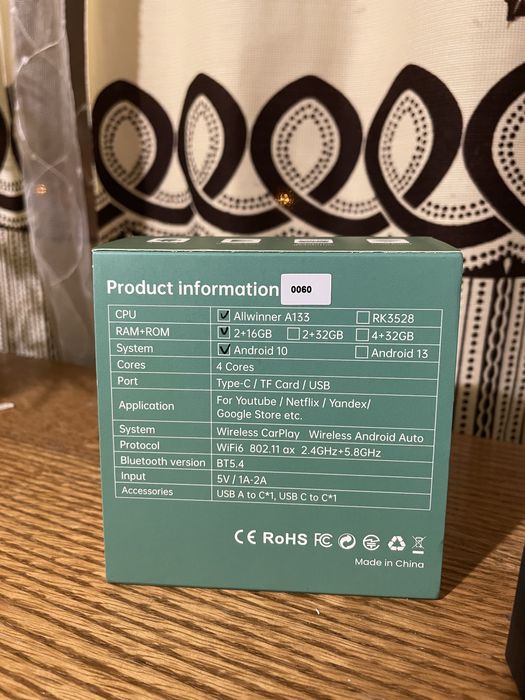 Product information 0060
CPU Allwinner A133 RK3528
RAM+ROM 2+16GB 2+32GB 4+32GB
System Android 10 Android 13
Cores 4 Cores
Port Type-C / TF Card / USB
Application For Youtube / Netflix / Yandex/
Google Store etc.
System Wireless CarPlay Wireless Android Auto
Protocol WiFi6 802.11 ax 2.4GHz+5.8GHz
Bluetooth version BT5.4
Input 5V / 1A-2A
Accessories USB A to C*1, USB C to C*1
CE RoHS FC
Made in China